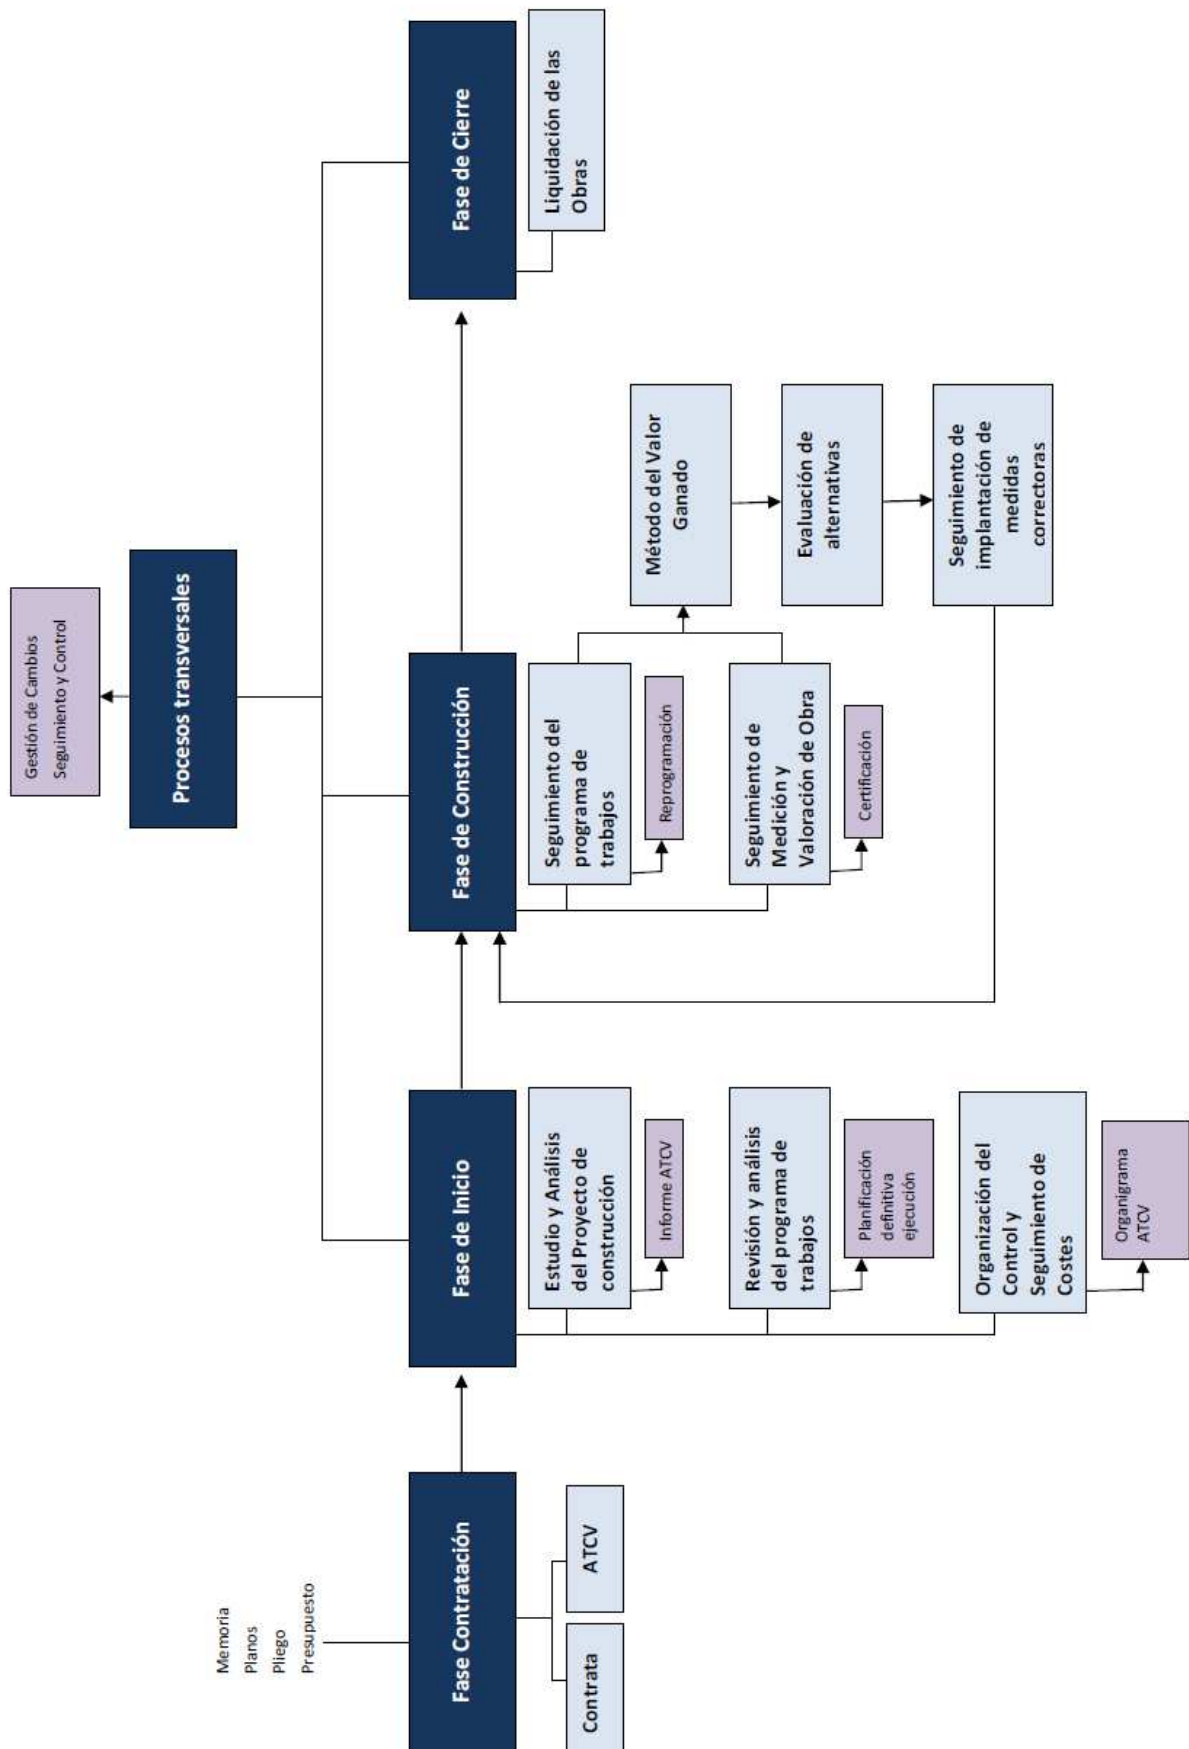 Gestión de Cambios
Seguimiento y Control
Procesos transversales
Memoria
Planos
Pliego
Presupuesto
Fase Contratación
Contrata
ATCV
Fase de Inicio
Estudio y Análisis
del Proyecto de
construcción
Informe ATCV
Revisión y análisis
del programa de
trabajos
Planificación
definitiva
ejecución
Organización del
Control y
Seguimiento de
Costes
Organigrama
ATCV
Fase de Construcción
Seguimiento del
programa de
trabajos
Reprogramación
Seguimiento de
Medición y
Valoración de Obra
Certificación
Método del Valor
Ganado
Evaluación de
alternativas
Seguimiento de
implantación de
medidas
correctoras
Fase de Cierre
Liquidación de las
Obras